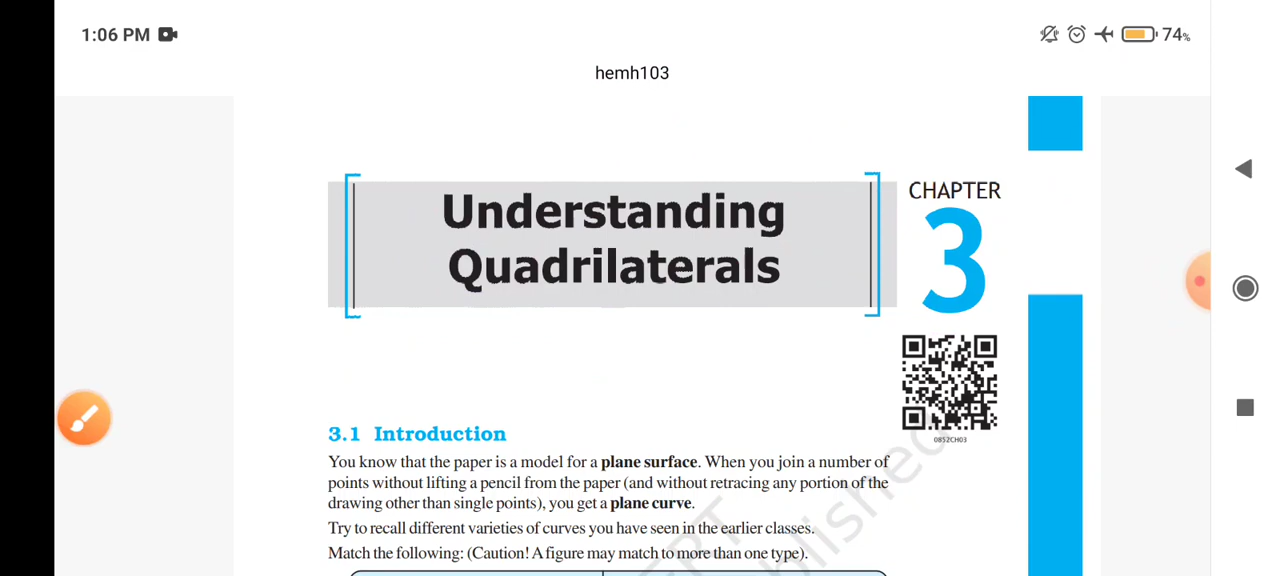 1:06 PM
74%
hemh103
Understanding
Quadrilaterals
CHAPTER
3
0852CH03
3.1 Introduction
You know that the paper is a model for a plane surface. When you join a number of
points without lifting a pencil from the paper (and without retracing any portion of the
drawing other than single points), you get a plane curve.
Try to recall different varieties of curves you have seen in the earlier classes.
Match the following: (Caution! A figure may match to more than one type).